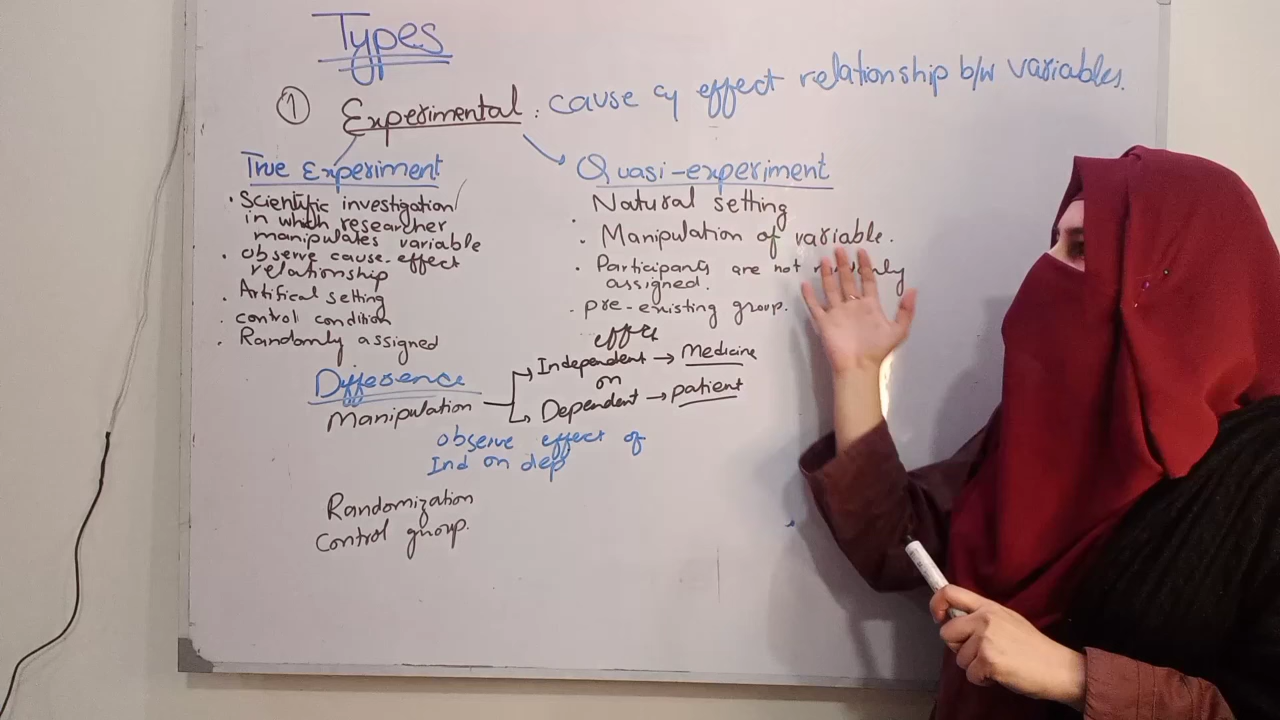 Types
① Experimental : cause cy effect relationship b/w variables.
True Experiment
• Scientific investigation
in which researcher
manipulates variable
• observe cause-effect
relationship
• Artifical setting
• control condition
• Randomly assigned
Quasi-experiment
Natural setting
• Manipulation of variable.
• Participants are not
assigned.
• pre-existing group.
Difference
Manipulation
effect
Independent → Medicine
on
Dependent → patient
observe effect of
Ind on dep
Randomization
Control group.